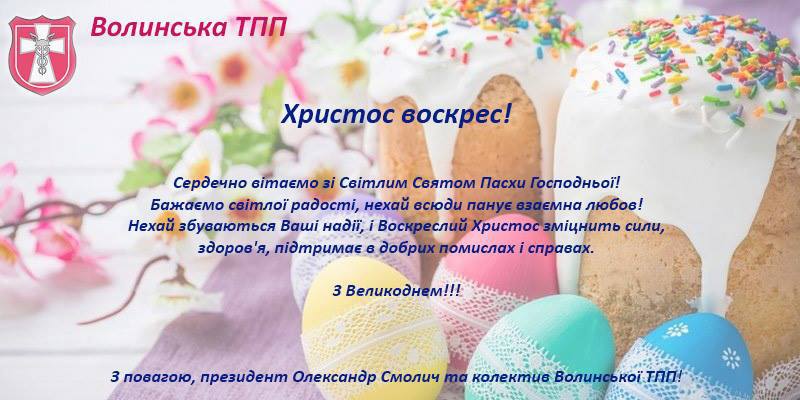 Волинська ТПП
Христос воскрес!
Сердечно вітаємо зі Світлим Святом Пасхи Господньої!
Бажаємо світлої радості, нехай всюди панує взаємна любов!
Нехай збуваються Ваші надії, і Воскреслий Христос зміцнить сили,
здоров'я, підтримає в добрих помислах і справах.
З Великоднем!!!
З повагою, президент Олександр Смолич та колектив Волинської ТПП!